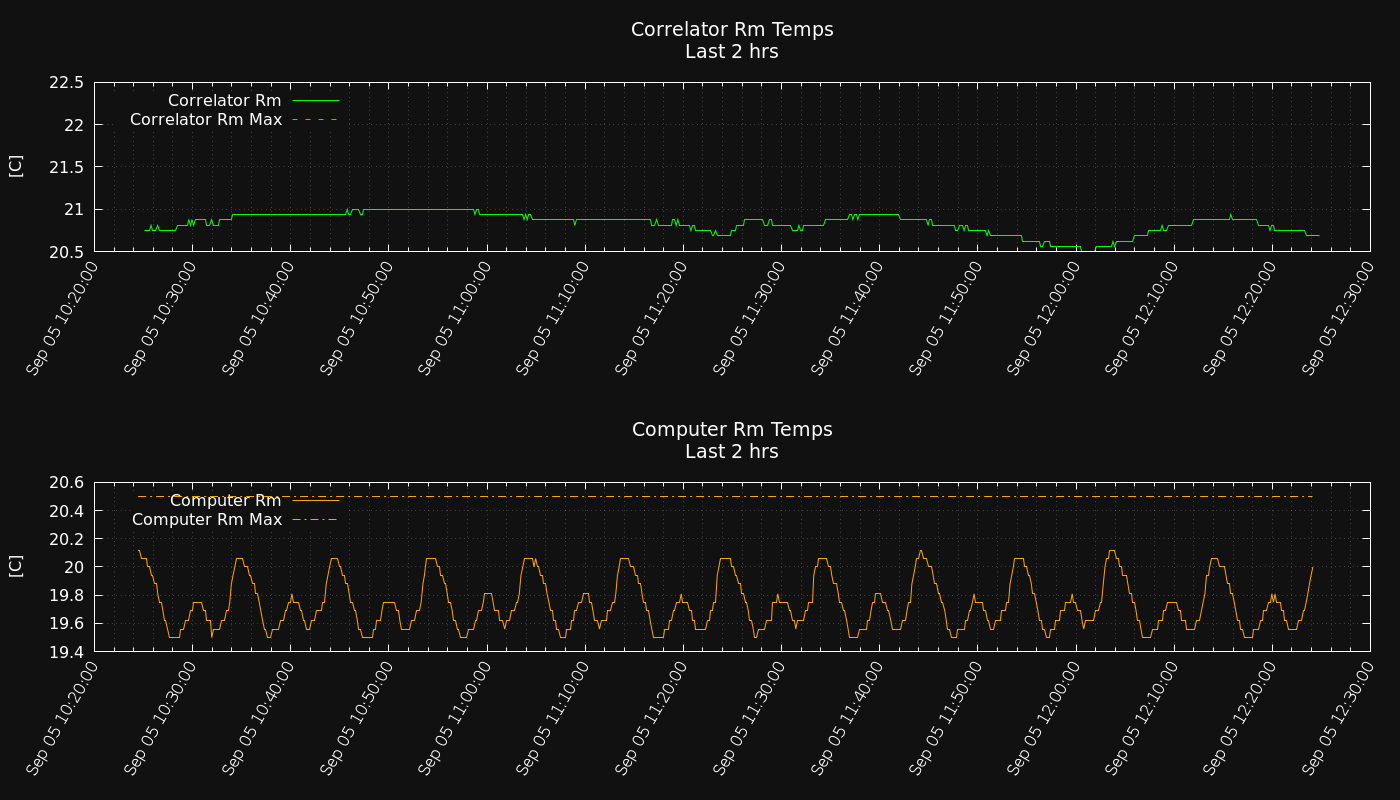 Correlator Rm Temps
Last 2 hrs
22.5
22
21.5
21
20.5
[C]
Correlator Rm
Correlator Rm Max
Sep 05 10:20:00
Sep 05 10:30:00
Sep 05 10:40:00
Sep 05 10:50:00
Sep 05 11:00:00
Sep 05 11:10:00
Sep 05 11:20:00
Sep 05 11:30:00
Sep 05 11:40:00
Sep 05 11:50:00
Sep 05 12:00:00
Sep 05 12:10:00
Sep 05 12:20:00
Sep 05 12:30:00
Computer Rm Temps
Last 2 hrs
20.6
20.4
20.2
20
19.8
19.6
19.4
[C]
Computer Rm
Computer Rm Max
Sep 05 10:20:00
Sep 05 10:30:00
Sep 05 10:40:00
Sep 05 10:50:00
Sep 05 11:00:00
Sep 05 11:10:00
Sep 05 11:20:00
Sep 05 11:30:00
Sep 05 11:40:00
Sep 05 11:50:00
Sep 05 12:00:00
Sep 05 12:10:00
Sep 05 12:20:00
Sep 05 12:30:00